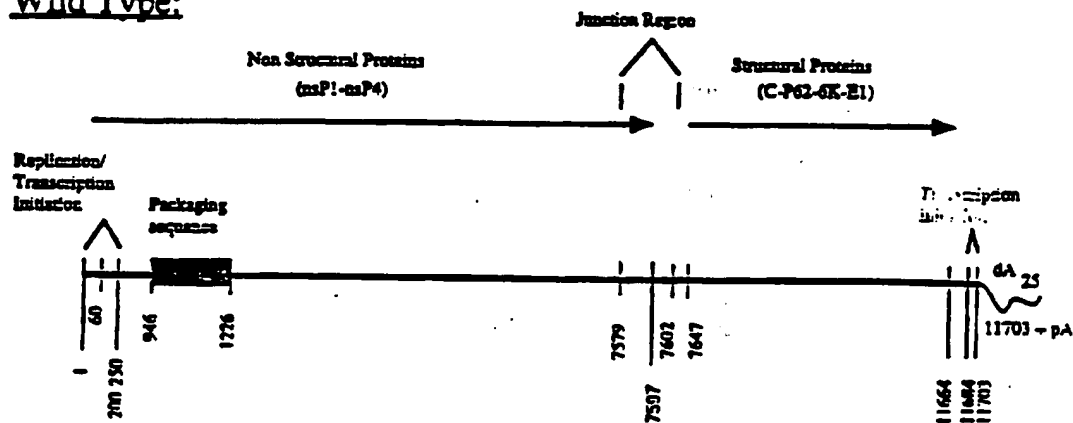 Wild Type:
Junction Region
Non Structural Proteins
(nsP1-nsP4)
Structural Proteins
(C-P62-6K-E1)
Replication/
Transcription
Initiation
Packaging
sequence
dA 25
11703 - pA
1
60
200 250
946
1226
7579
7597
7602
7647
11664
11684
11703